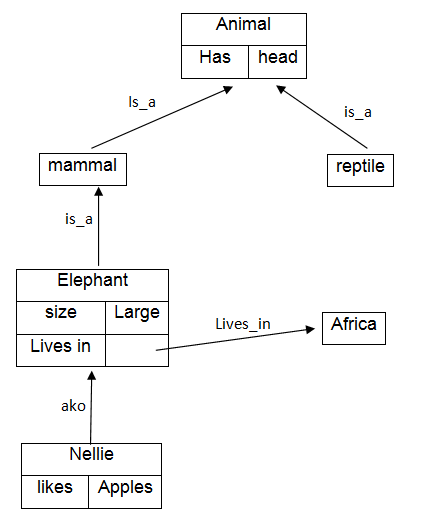 Animal
Has head
Is_a
is_a
mammal
reptile
is_a
Elephant
size Large
Lives in
Lives_in
Africa
ako
Nellie
likes Apples